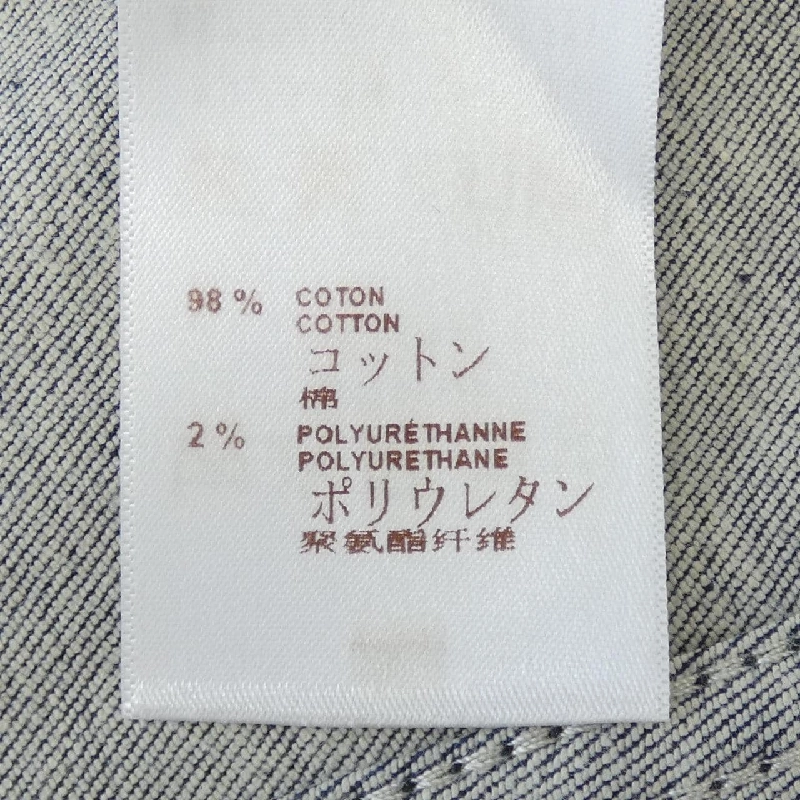 98 % COTON
COTTON
コットン
棉
2 % POLYURÉTHANNE
POLYURETHANE
ポリウレタン
聚氨酯纤维